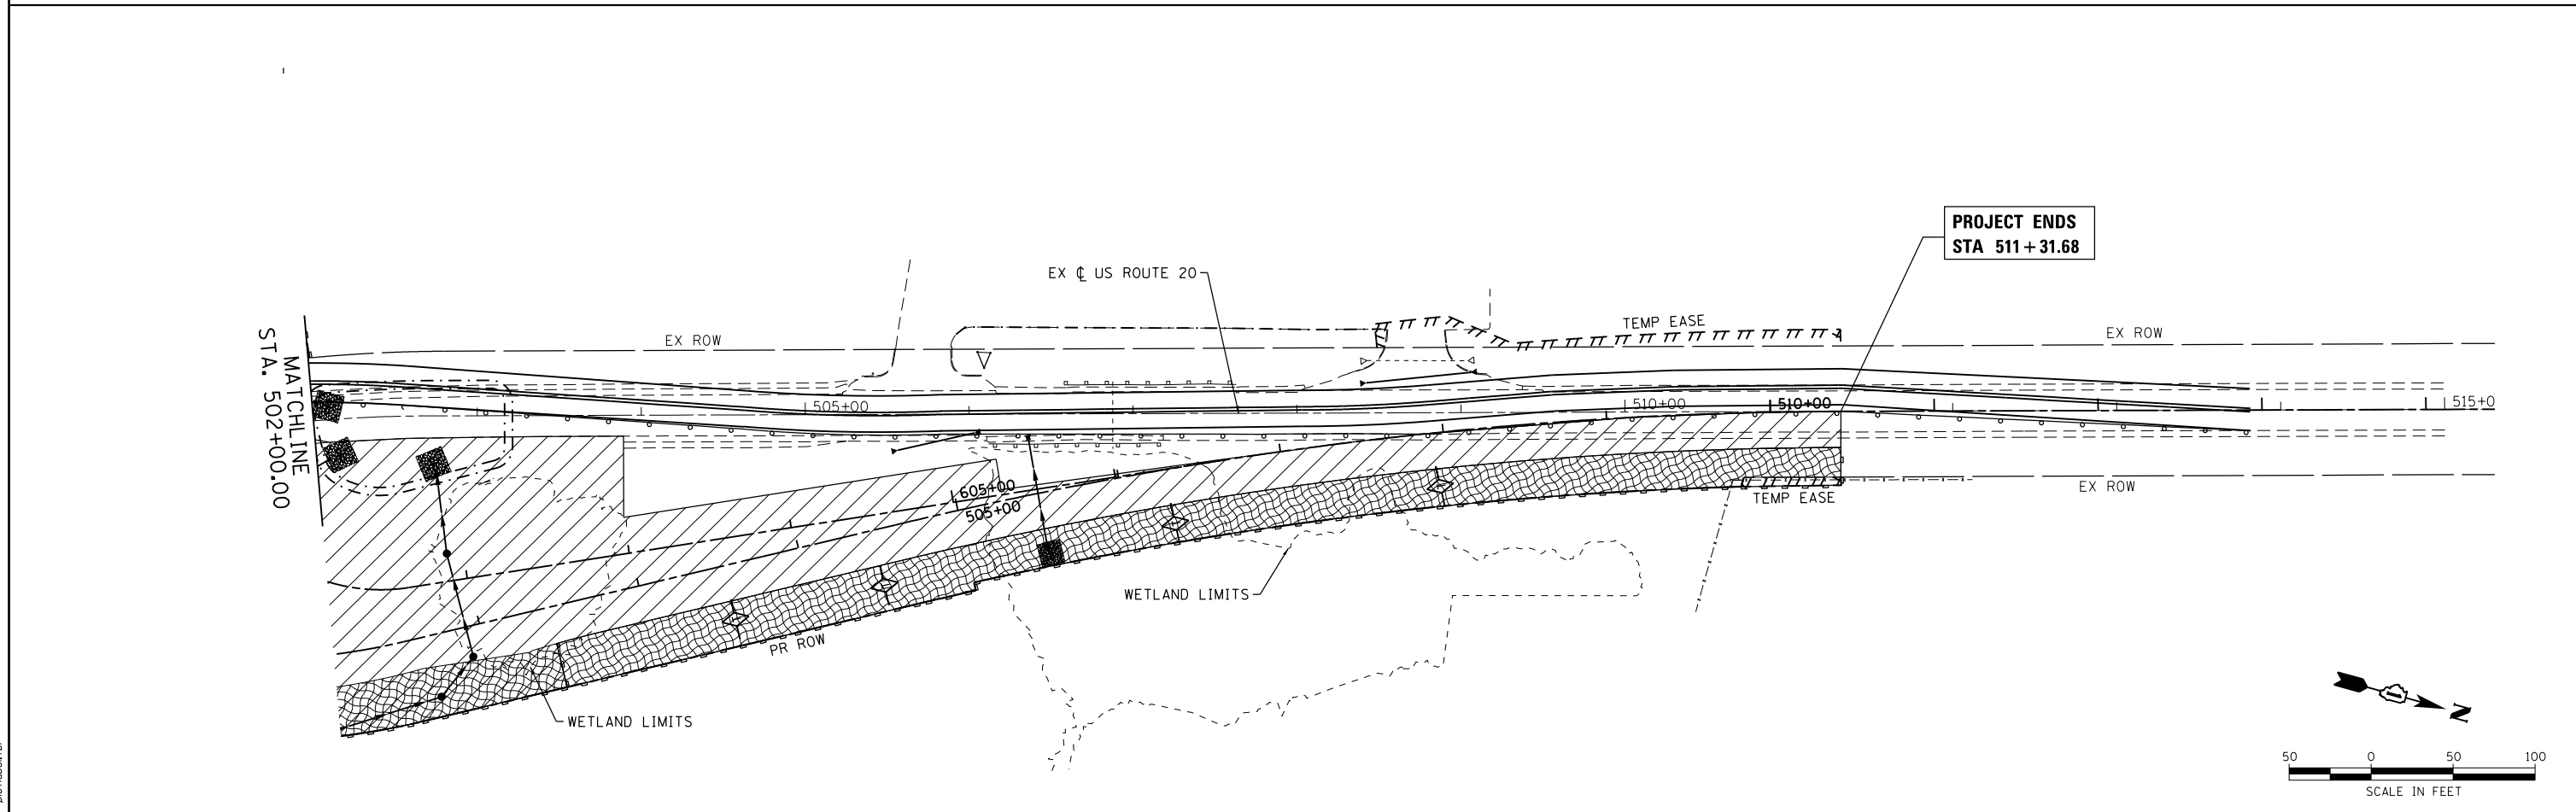 PROJECT ENDS
STA 511+31.68
EX ℄ US ROUTE 20
MATCHLINE
STA. 502+00.00
EX ROW
TEMP EASE
EX ROW
505+00
510+00
510+00
515+0
605+00
505+00
TEMP EASE
EX ROW
WETLAND LIMITS
PR ROW
WETLAND LIMITS
N
50 0 50 100
SCALE IN FEET